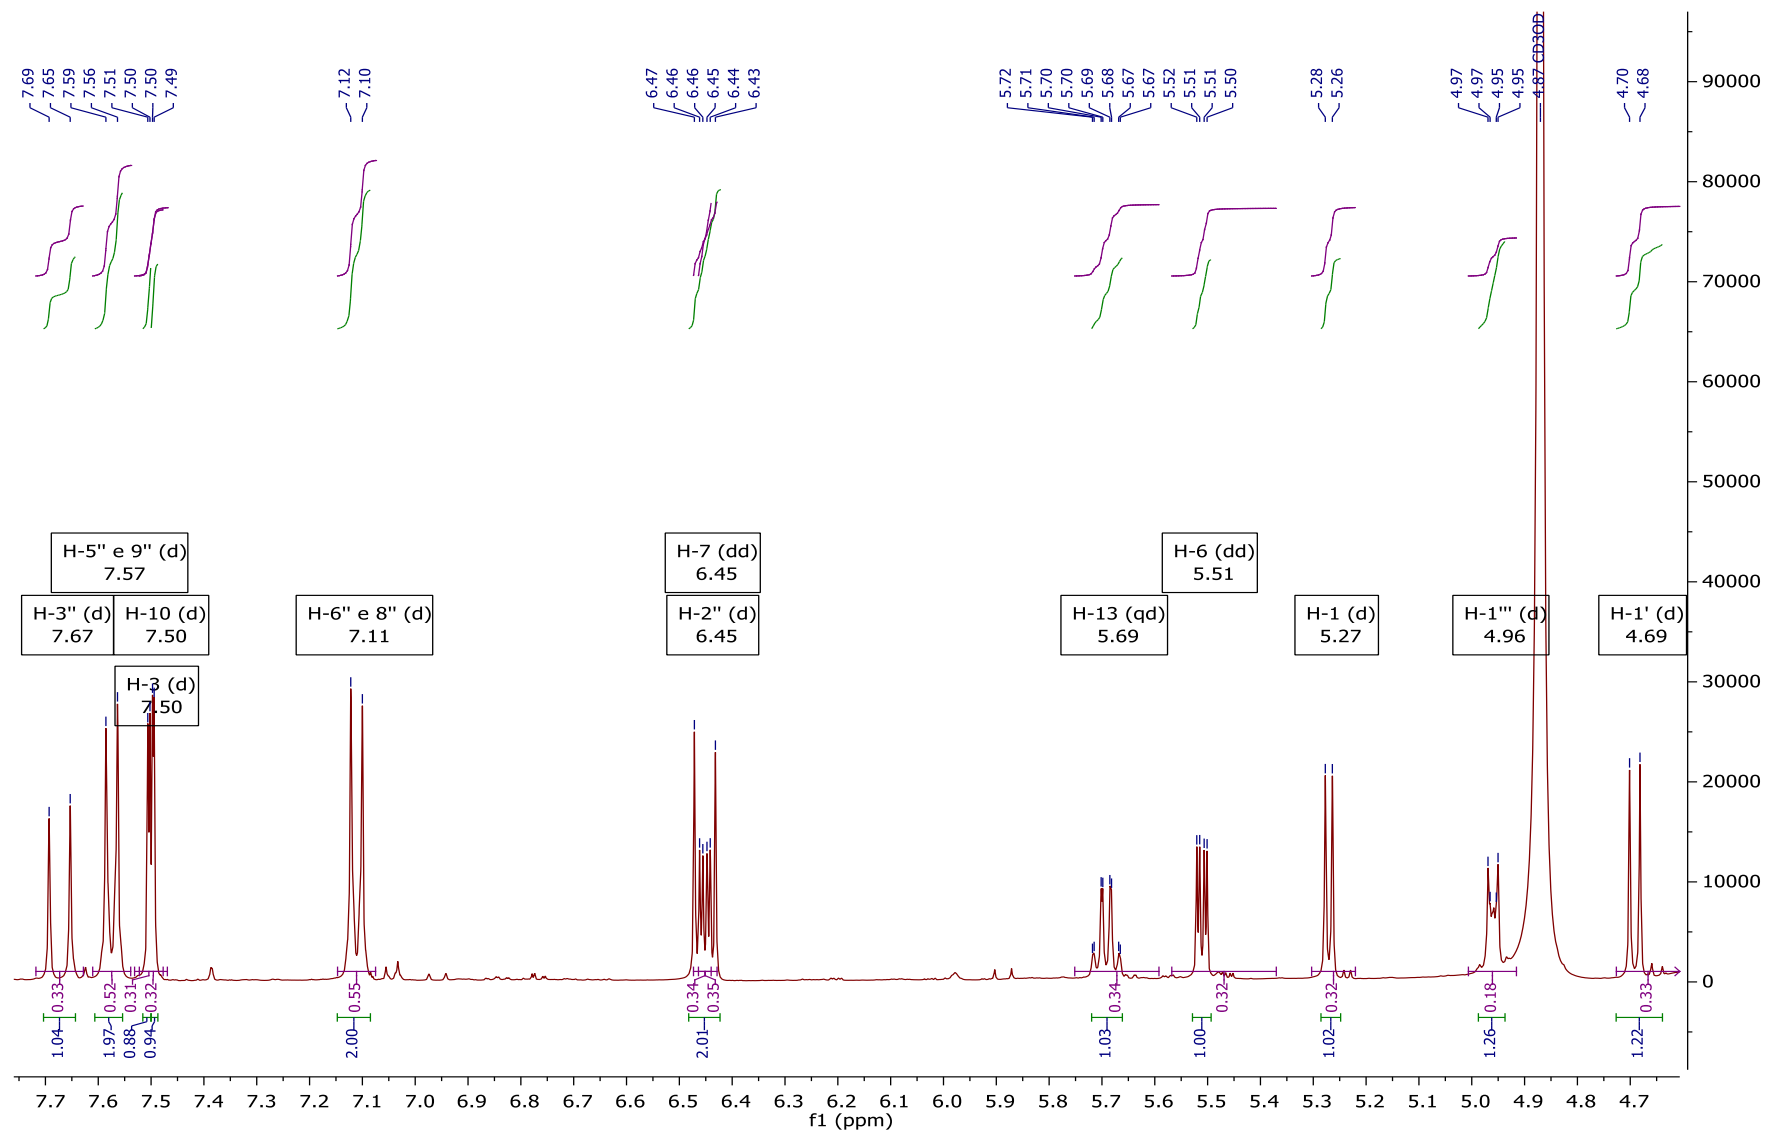 7.69 7.65 7.59 7.56 7.51 7.50 7.50 7.49 7.12 7.10 6.47 6.46 6.46 6.45 6.44 6.43 5.72 5.71 5.70 5.70 5.69 5.68 5.67 5.67 5.52 5.51 5.51 5.50 5.28 5.26 4.97 4.97 4.95 4.95 4.87 CD3OD 4.70 4.68
90000
80000
70000
60000
50000
40000
30000
20000
10000
0
H-5" e 9" (d)
7.57
H-7 (dd)
6.45
H-6 (dd)
5.51
H-3" (d)
7.67
H-10 (d)
7.50
H-6" e 8" (d)
7.11
H-2" (d)
6.45
H-13 (qd)
5.69
H-1 (d)
5.27
H-1''' (d)
4.96
H-1' (d)
4.69
H-3 (d)
7.50
0.33 0.52 0.31 0.32 0.55 0.34 0.35 0.34 0.32 0.32 0.18 0.33
1.04 1.97 0.88 0.94 2.00 2.01 1.03 1.00 1.02 1.26 1.22
7.7 7.6 7.5 7.4 7.3 7.2 7.1 7.0 6.9 6.8 6.7 6.6 6.5 6.4 6.3 6.2 6.1 6.0 5.9 5.8 5.7 5.6 5.5 5.4 5.3 5.2 5.1 5.0 4.9 4.8 4.7
f1 (ppm)